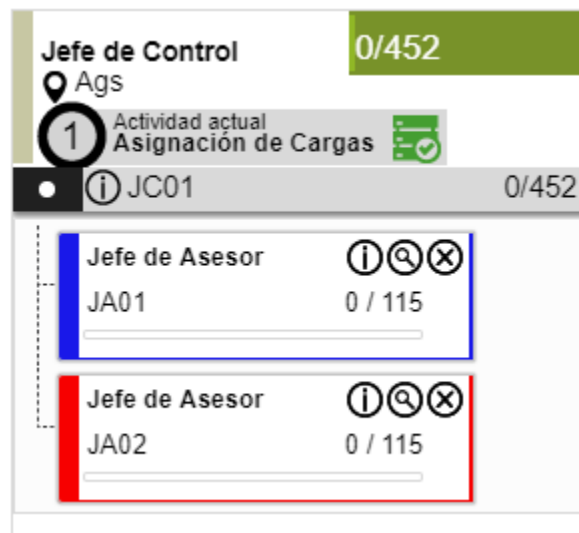 Jefe de Control 0/452
Ags
1 Actividad actual
Asignación de Cargas
JC01 0/452
Jefe de Asesor
JA01 0 / 115
Jefe de Asesor
JA02 0 / 115